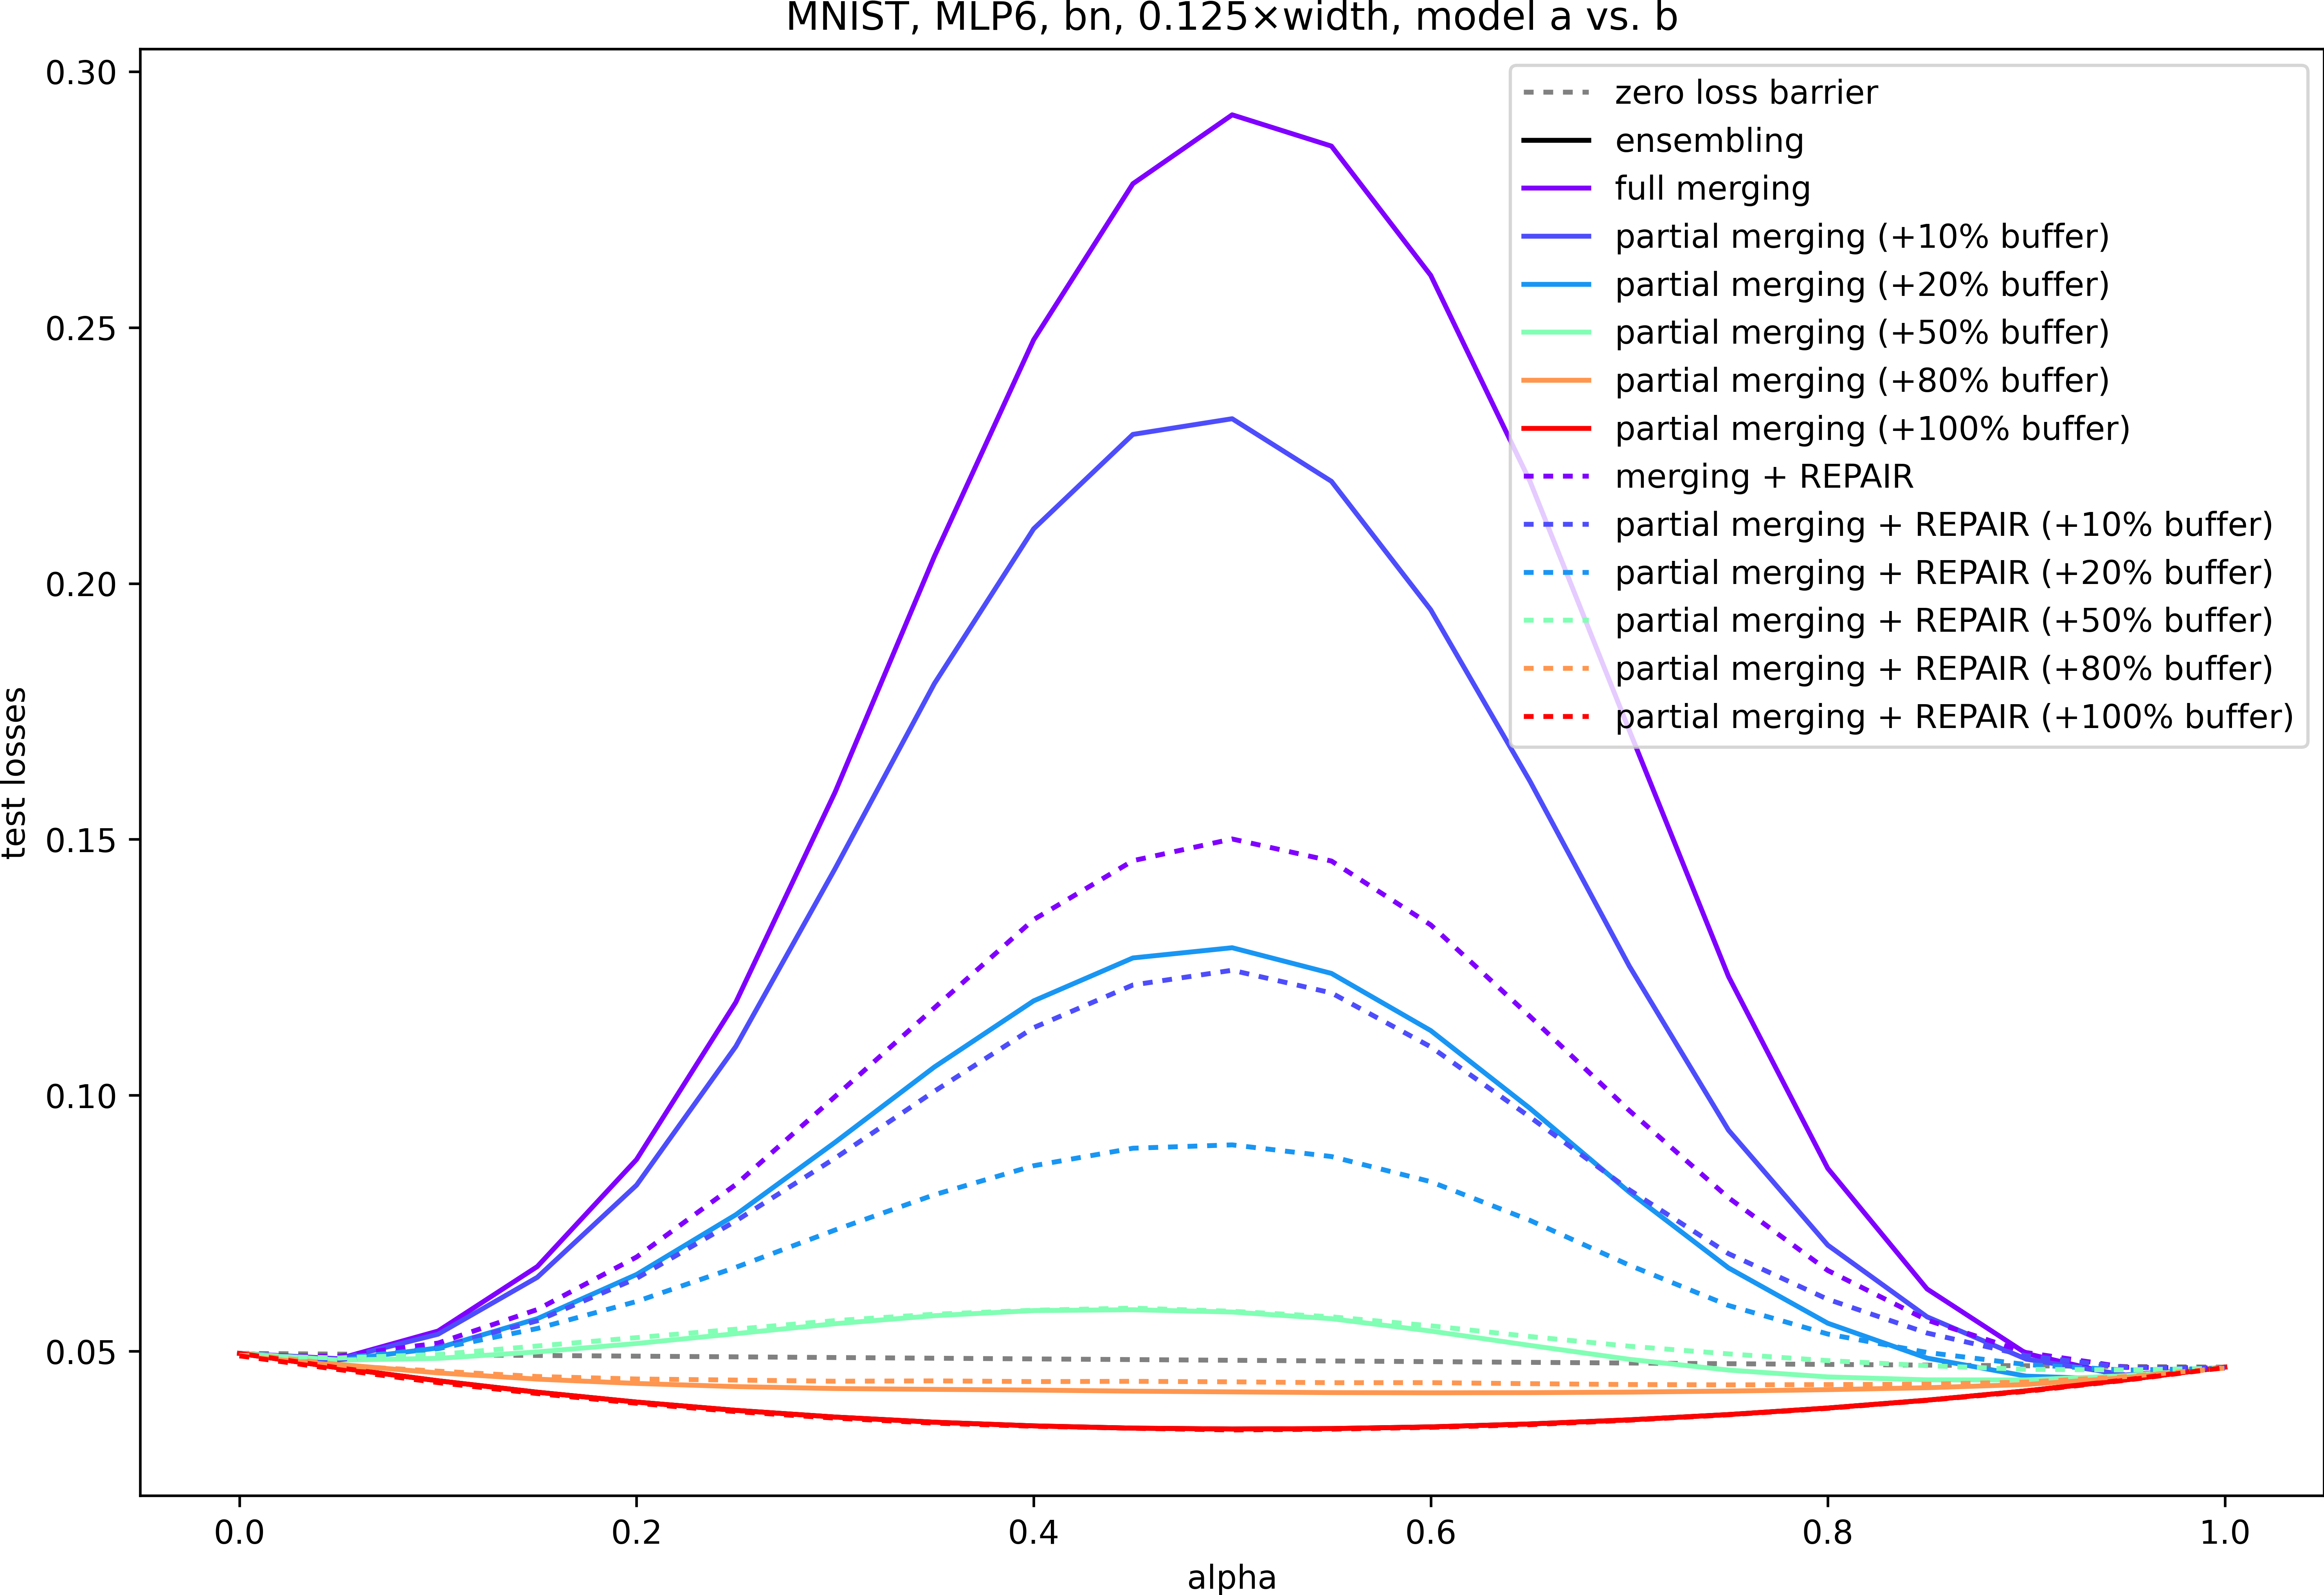 MNIST, MLP6, bn, 0.125×width, model a vs. b
0.30
0.25
0.20
0.15
0.10
0.05
test losses
zero loss barrier
ensembling
full merging
partial merging (+10% buffer)
partial merging (+20% buffer)
partial merging (+50% buffer)
partial merging (+80% buffer)
partial merging (+100% buffer)
merging + REPAIR
partial merging + REPAIR (+10% buffer)
partial merging + REPAIR (+20% buffer)
partial merging + REPAIR (+50% buffer)
partial merging + REPAIR (+80% buffer)
partial merging + REPAIR (+100% buffer)
0.0 0.2 0.4 0.6 0.8 1.0
alpha